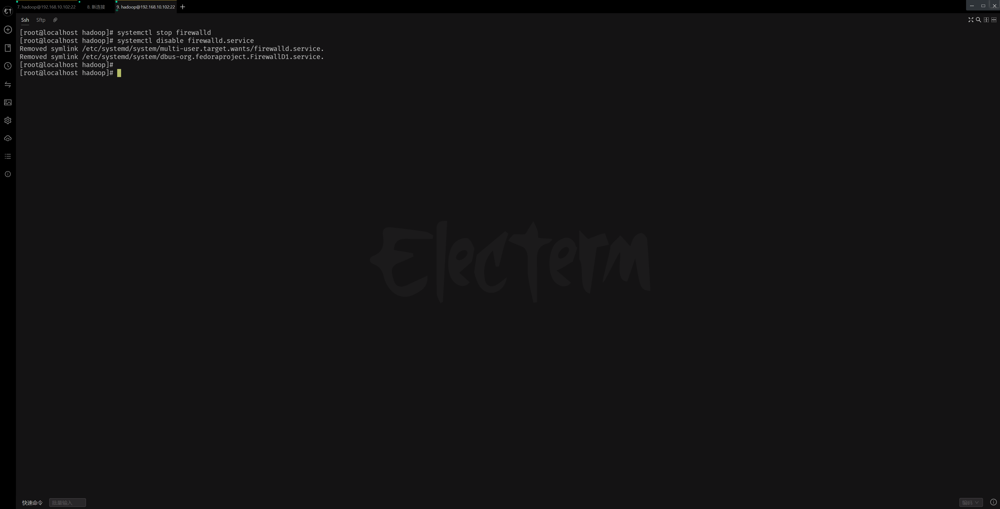 7. hadoop@192.168.10.102:22
8. 新连接
9. hadoop@192.168.10.102:22
Ssh
Sftp
[root@localhost hadoop]# systemctl stop firewalld
[root@localhost hadoop]# systemctl disable firewalld.service
Removed symlink /etc/systemd/system/multi-user.target.wants/firewalld.service.
Removed symlink /etc/systemd/system/dbus-org.fedoraproject.FirewallD1.service.
[root@localhost hadoop]#
[root@localhost hadoop]#
Electerm
快速命令
批量输入
编码